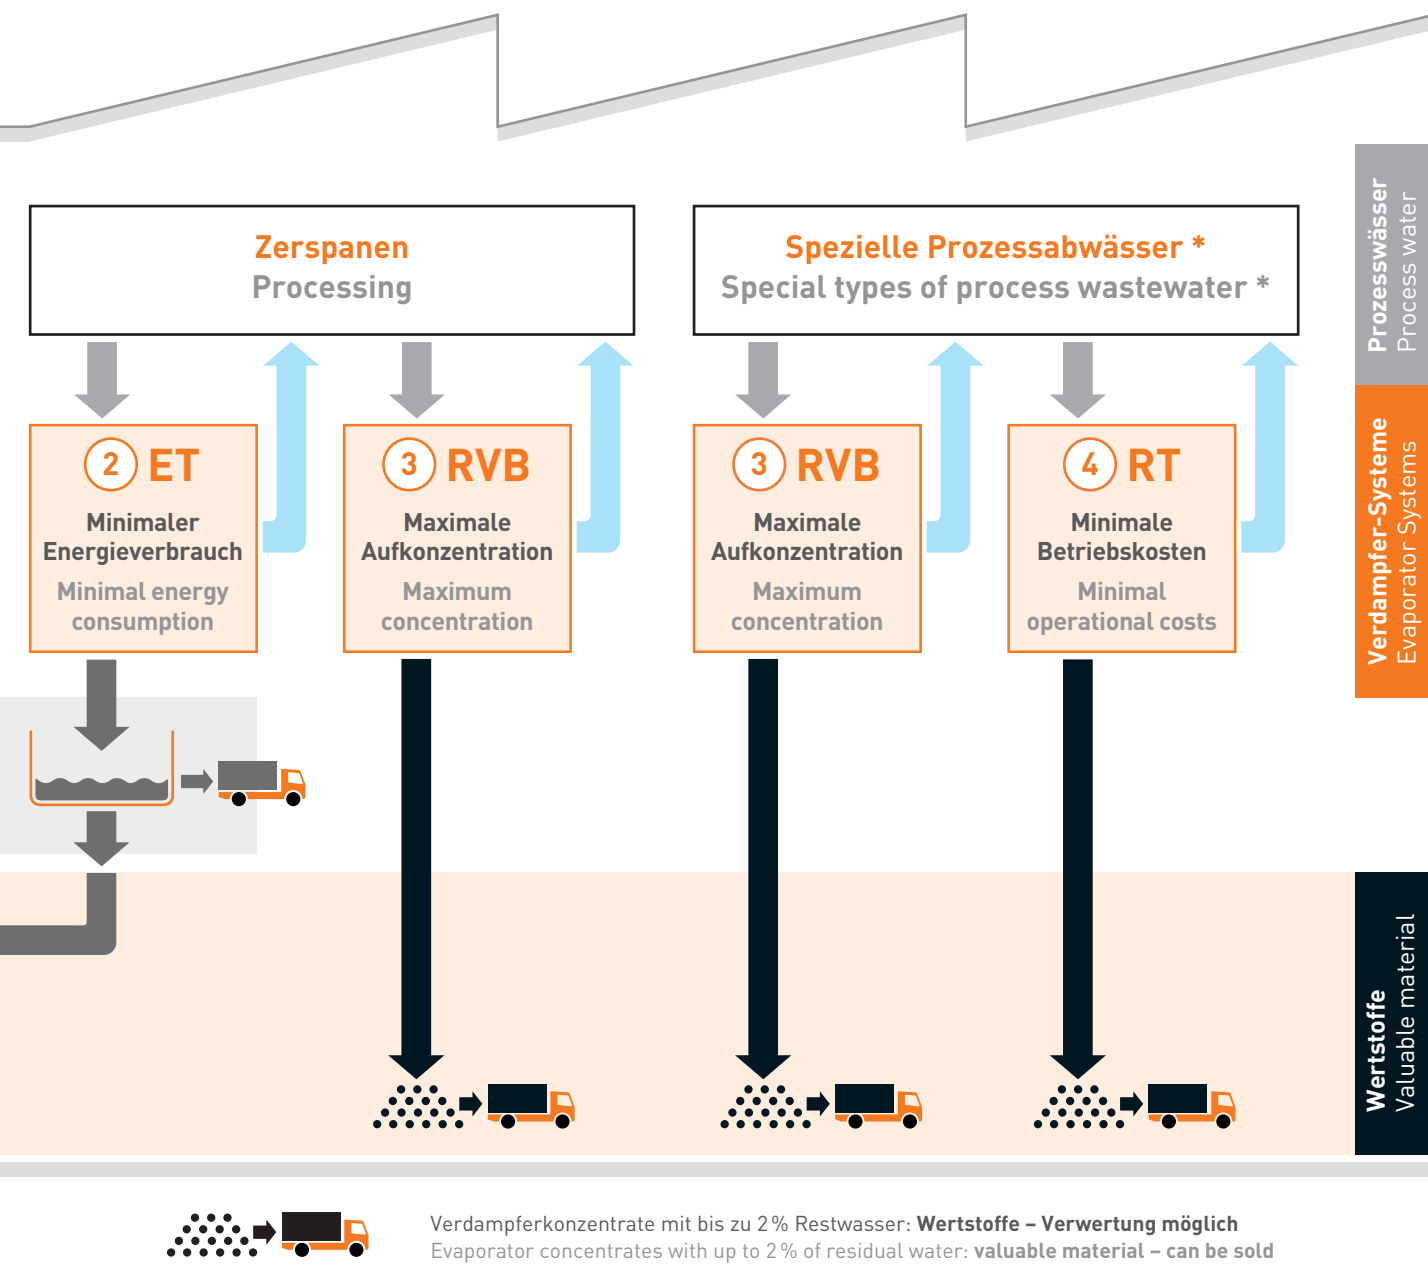 Zerspanen
Processing
Spezielle Prozessabwässer *
Special types of process wastewater *
Prozesswässer
Process water
2 ET
Minimaler
Energieverbrauch
Minimal energy
consumption
3 RVB
Maximale
Aufkonzentration
Maximum
concentration
3 RVB
Maximale
Aufkonzentration
Maximum
concentration
4 RT
Minimale
Betriebskosten
Minimal
operational costs
Verdampfer-Systeme
Evaporator Systems
Wertstoffe
Valuable material
Verdampferkonzentrate mit bis zu 2 % Restwasser: Wertstoffe – Verwertung möglich
Evaporator concentrates with up to 2 % of residual water: valuable material – can be sold